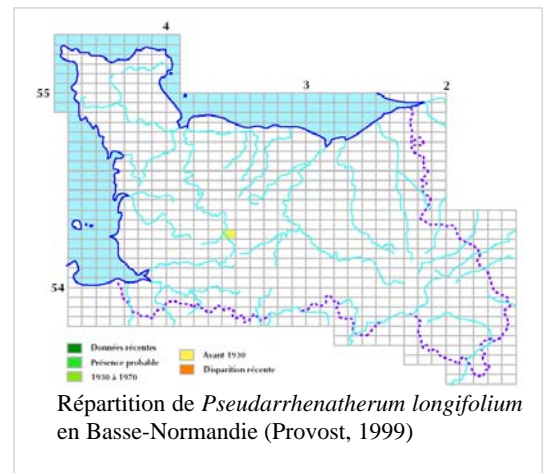 4
3
2
55
54
Données récentes
Présence probable
1930 à 1970
Avant 1930
Disparition récente
Répartition de Pseudarrhenatherum longifolium
en Basse-Normandie (Provost, 1999)